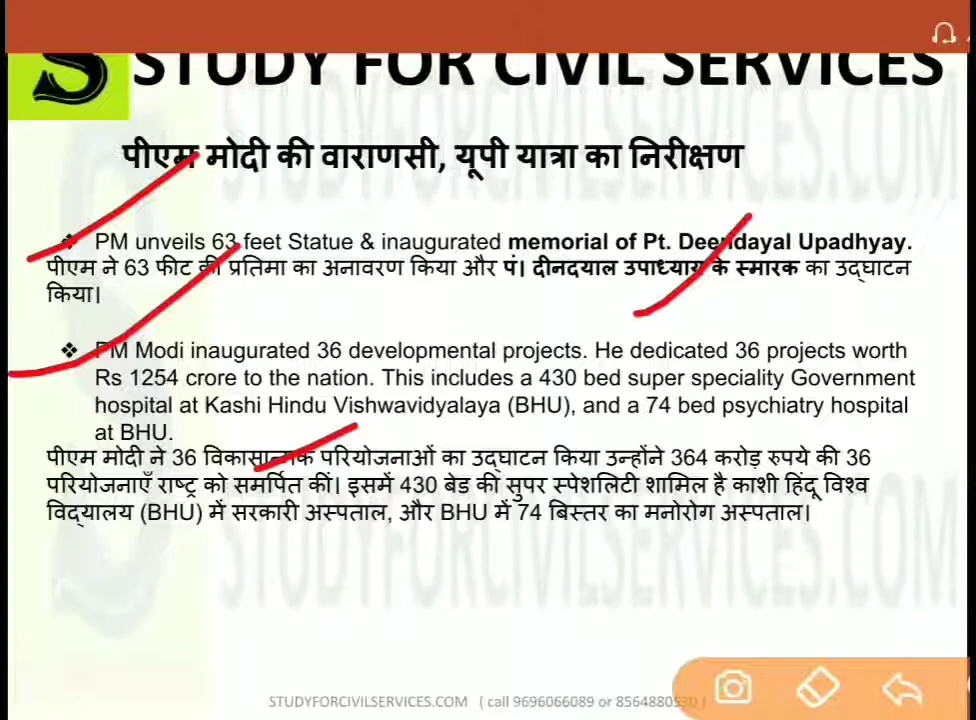 STUDY FOR CIVIL SERVICES
पीएम मोदी की वाराणसी, यूपी यात्रा का निरीक्षण
❖ PM unveils 63 feet Statue & inaugurated memorial of Pt. Deendayal Upadhyay.
पीएम ने 63 फीट की प्रतिमा का अनावरण किया और पं। दीनदयाल उपाध्याय के स्मारक का उद्घाटन
किया।
❖ PM Modi inaugurated 36 developmental projects. He dedicated 36 projects worth
Rs 1254 crore to the nation. This includes a 430 bed super speciality Government
hospital at Kashi Hindu Vishwavidyalaya (BHU), and a 74 bed psychiatry hospital
at BHU.
पीएम मोदी ने 36 विकासात्मक परियोजनाओं का उद्घाटन किया उन्होंने 364 करोड़ रुपये की 36
परियोजनाएँ राष्ट्र को समर्पित कीं। इसमें 430 बेड की सुपर स्पेशलिटी शामिल है काशी हिंदू विश्व
विद्यालय (BHU) में सरकारी अस्पताल, और BHU में 74 बिस्तर का मनोरोग अस्पताल।
STUDYFORCIVILSERVICES.COM
STUDYFORCIVILSERVICES.COM
STUDYFORCIVILSERVICES.COM ( call 9696066089 or 8564880530 )